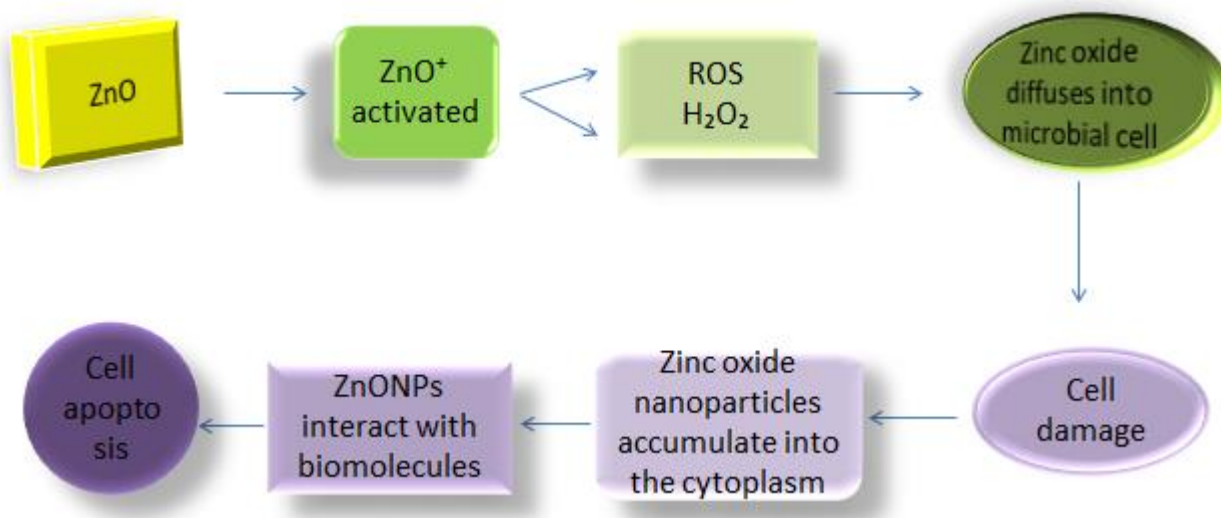 ZnO
ZnO⁺
activated
ROS
H₂O₂
Zinc oxide
diffuses into
microbial cell
Cell
damage
Zinc oxide
nanoparticles
accumulate into
the cytoplasm
ZnONPs
interact with
biomolecules
Cell
apopto
sis